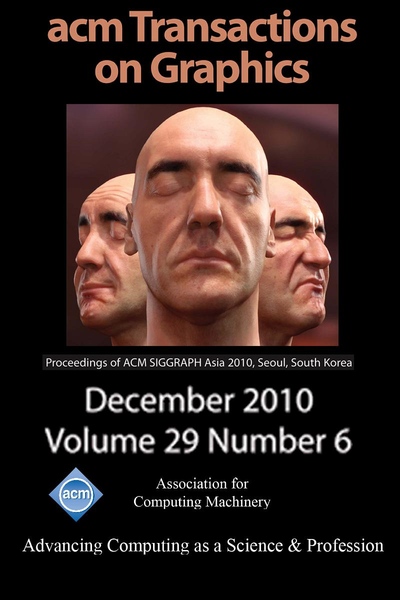 acm Transactions
on Graphics
Proceedings of ACM SIGGRAPH Asia 2010, Seoul, South Korea
December 2010
Volume 29 Number 6
acm
Association for
Computing Machinery
Advancing Computing as a Science & Profession